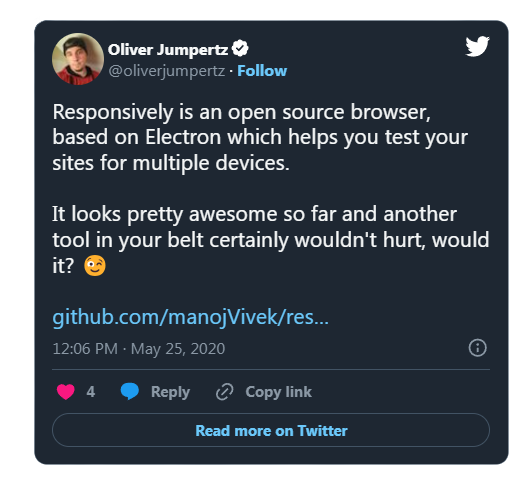 Oliver Jumpertz
@oliverjumpertz · Follow
Responsively is an open source browser,
based on Electron which helps you test your
sites for multiple devices.
It looks pretty awesome so far and another
tool in your belt certainly wouldn't hurt, would
it? 😉
github.com/manojVivek/res...
12:06 PM · May 25, 2020
4 Reply Copy link
Read more on Twitter